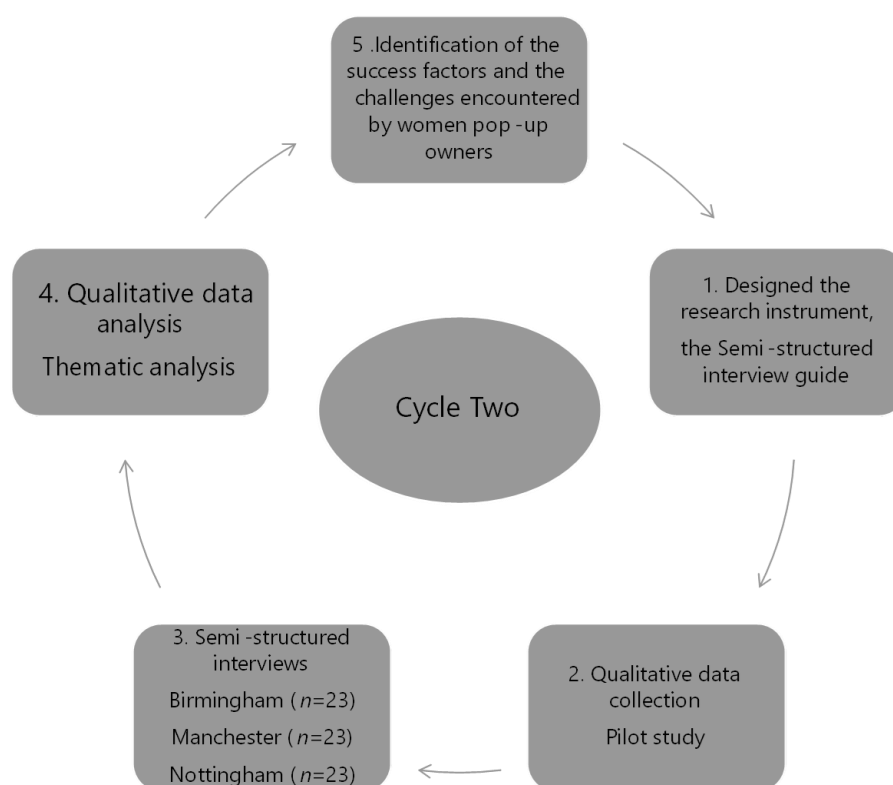 5 .Identification of the
success factors and the
challenges encountered
by women pop -up
owners
1. Designed the
research instrument,
the Semi -structured
interview guide
2. Qualitative data
collection
Pilot study
3. Semi -structured
interviews
Birmingham (n=23)
Manchester (n=23)
Nottingham (n=23)
4. Qualitative data
analysis
Thematic analysis
Cycle Two